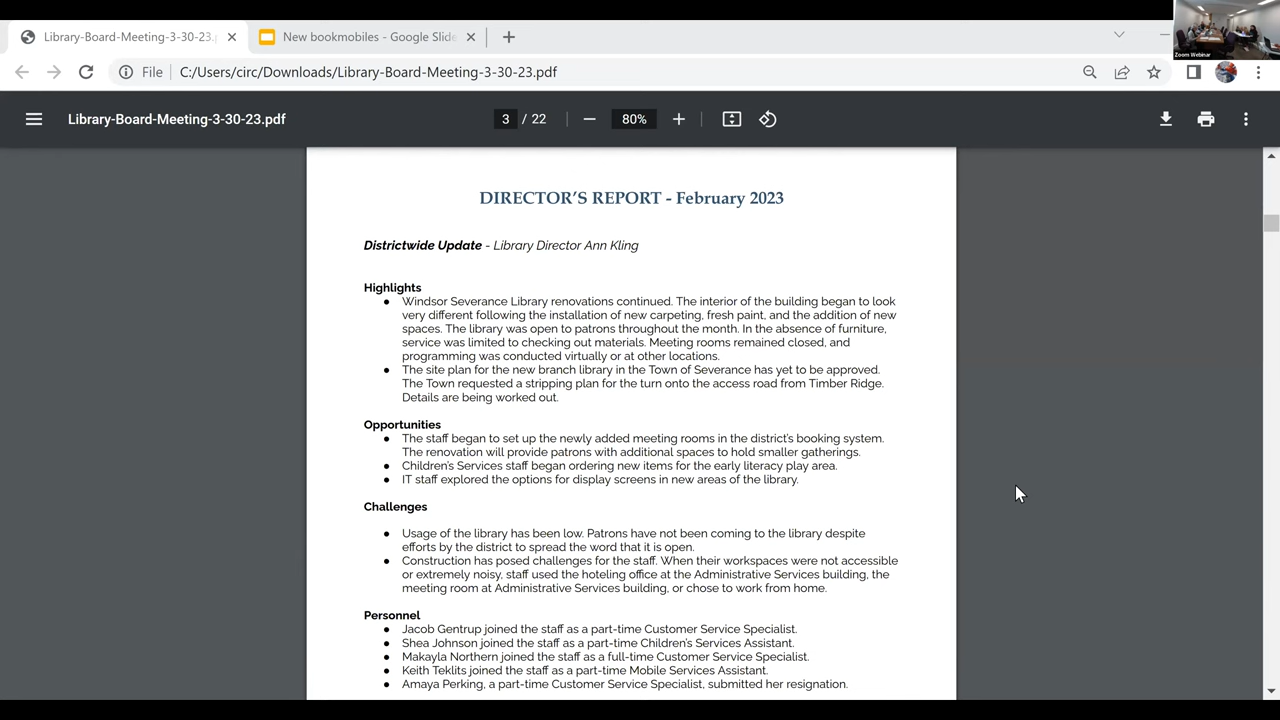 Library-Board-Meeting-3-30-23.
New bookmobiles - Google Slide
Zoom Webinar
File C:/Users/circ/Downloads/Library-Board-Meeting-3-30-23.pdf
Library-Board-Meeting-3-30-23.pdf
3 / 22
80%
DIRECTOR'S REPORT - February 2023
Districtwide Update - Library Director Ann Kling
Highlights
● Windsor Severance Library renovations continued. The interior of the building began to look
very different following the installation of new carpeting, fresh paint, and the addition of new
spaces. The library was open to patrons throughout the month. In the absence of furniture,
service was limited to checking out materials. Meeting rooms remained closed, and
programming was conducted virtually or at other locations.
● The site plan for the new branch library in the Town of Severance has yet to be approved.
The Town requested a stripping plan for the turn onto the access road from Timber Ridge.
Details are being worked out.
Opportunities
● The staff began to set up the newly added meeting rooms in the district's booking system.
The renovation will provide patrons with additional spaces to hold smaller gatherings.
● Children's Services staff began ordering new items for the early literacy play area.
● IT staff explored the options for display screens in new areas of the library.
Challenges
● Usage of the library has been low. Patrons have not been coming to the library despite
efforts by the district to spread the word that it is open.
● Construction has posed challenges for the staff. When their workspaces were not accessible
or extremely noisy, staff used the hoteling office at the Administrative Services building, the
meeting room at Administrative Services building, or chose to work from home.
Personnel
● Jacob Gentrup joined the staff as a part-time Customer Service Specialist.
● Shea Johnson joined the staff as a part-time Children's Services Assistant.
● Makayla Northern joined the staff as a full-time Customer Service Specialist.
● Keith Teklits joined the staff as a part-time Mobile Services Assistant.
● Amaya Perking, a part-time Customer Service Specialist, submitted her resignation.